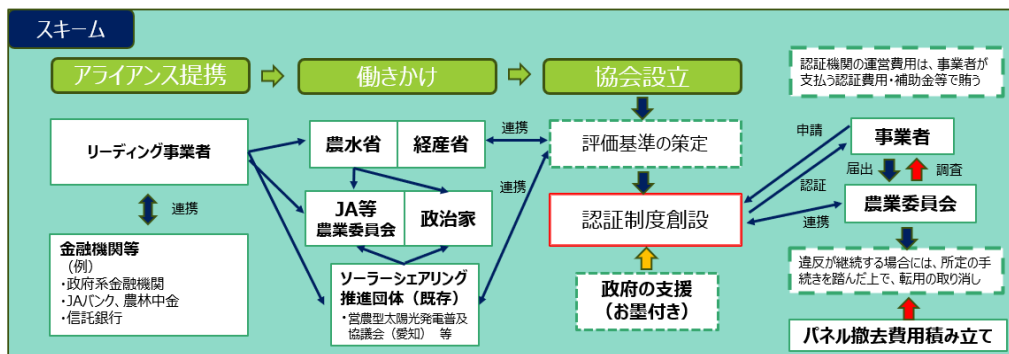 スキーム
アライアンス提携
働きかけ
協会設立
認証機関の運営費用は、事業者が
支払う認証費用・補助金等で賄う
リーディング事業者
連携
金融機関等
（例）
・政府系金融機関
・JAバンク、農林中金
・信託銀行
農水省
経産省
JA等
農業委員会
政治家
ソーラーシェアリング
推進団体（既存）
・営農型太陽光発電普及
協議会（愛知） 等
連携
連携
評価基準の策定
認証制度創設
政府の支援
（お墨付き）
申請
認証
連携
事業者
届出
調査
農業委員会
違反が継続する場合には、所定の手
続きを踏んだ上で、転用の取り消し
パネル撤去費用積み立て